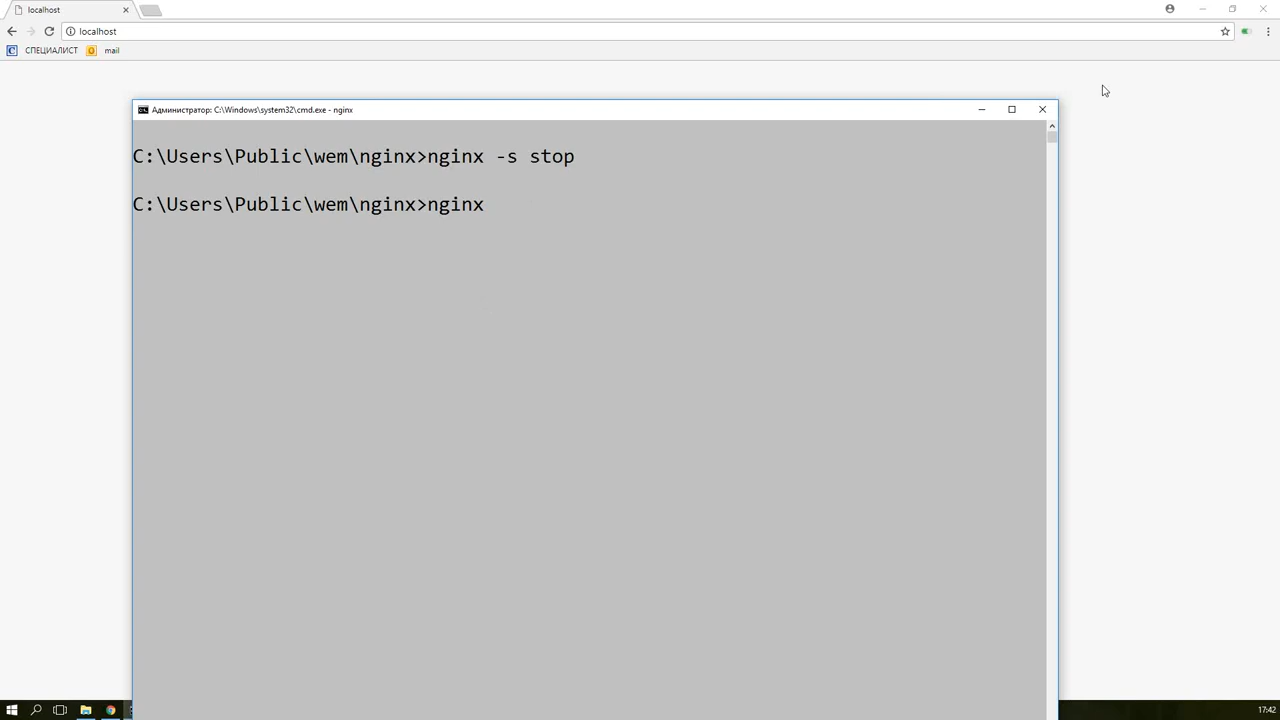 localhost
localhost
СПЕЦИАЛИСТ mail
Администратор: C:\Windows\system32\cmd.exe - nginx
C:\Users\Public\wem\nginx>nginx -s stop
C:\Users\Public\wem\nginx>nginx
17:42